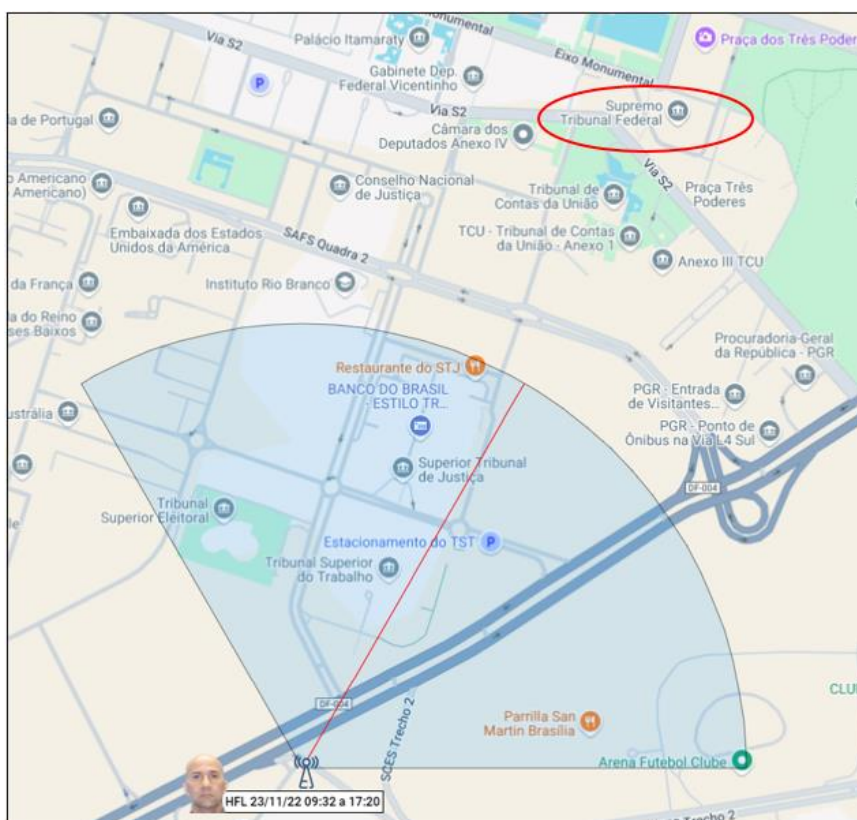 Via S2
Palácio Itamaraty
Monumental
Praça dos Três Poder
Gabinete Dep.
Federal Vicentinho
Eixo Monumental
P
Via S2
Supremo
Tribunal Federal
a de Portugal
Câmara dos
Deputados Anexo IV
Via S2
Americano
Americano)
Conselho Nacional
de Justiça
Tribunal de
Contas da União
Praça Três
Poderes
Embaixada dos Estados
Unidos da América
SAFS Quadra 2
TCU - Tribunal de Contas
da União - Anexo 1
Anexo III TCU
da França
Instituto Rio Branco
da do Reino
ses Baixos
Procuradoria-Geral
da República - PGR
Restaurante do STJ
BANCO DO BRASIL
- ESTILO TR...
PGR - Entrada
de Visitantes...
ustrália
PGR - Ponto de
Ônibus na Via L4 Sul
Superior Tribunal
de Justiça
DF-004
Tribunal
Superior Eleitoral
Estacionamento do TST
P
Tribunal Superior
do Trabalho
CLU
DF-004
SCES Trecho 2
Parrilla San
Martin Brasília
Arena Futebol Clube
HFL 23/11/22 09:32 a 17:20
SCES Trecho 2